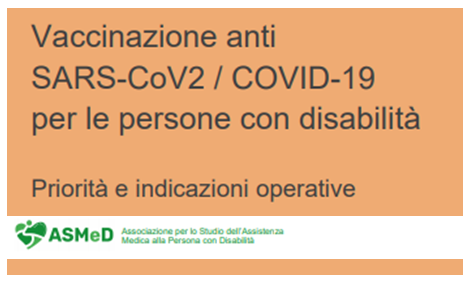 Vaccinazione anti
SARS-CoV2 / COVID-19
per le persone con disabilità
Priorità e indicazioni operative
ASMeD
Associazione per lo Studio dell'Assistenza
Medica alla Persona con Disabilità